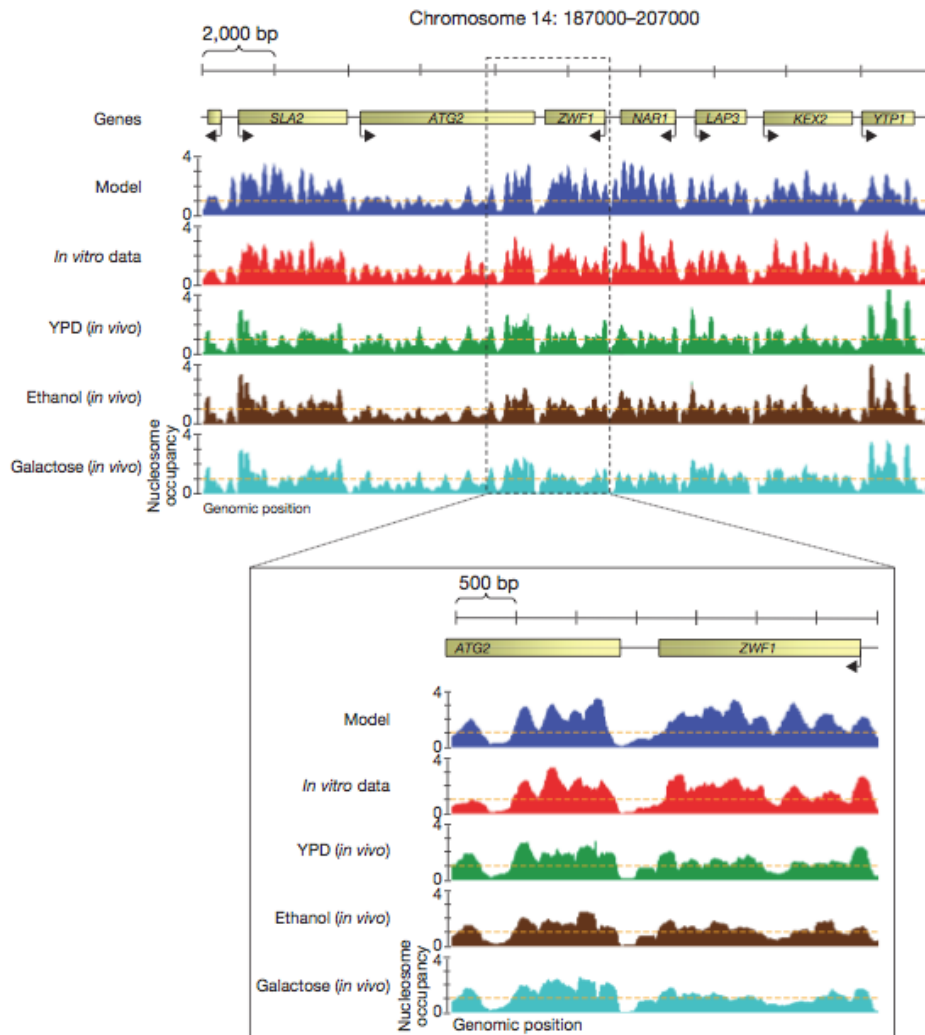 Chromosome 14: 187000–207000
2,000 bp
Genes
SLA2 ATG2 ZWF1 NAR1 LAP3 KEX2 YTP1
Model
4
0
In vitro data
4
0
YPD (in vivo)
4
0
Ethanol (in vivo)
4
0
Galactose (in vivo)
4
0
Nucleosome
occupancy
Genomic position
500 bp
ATG2 ZWF1
Model
4
0
In vitro data
4
0
YPD (in vivo)
4
0
Ethanol (in vivo)
4
0
Galactose (in vivo)
4
0
Nucleosome
occupancy
Genomic position